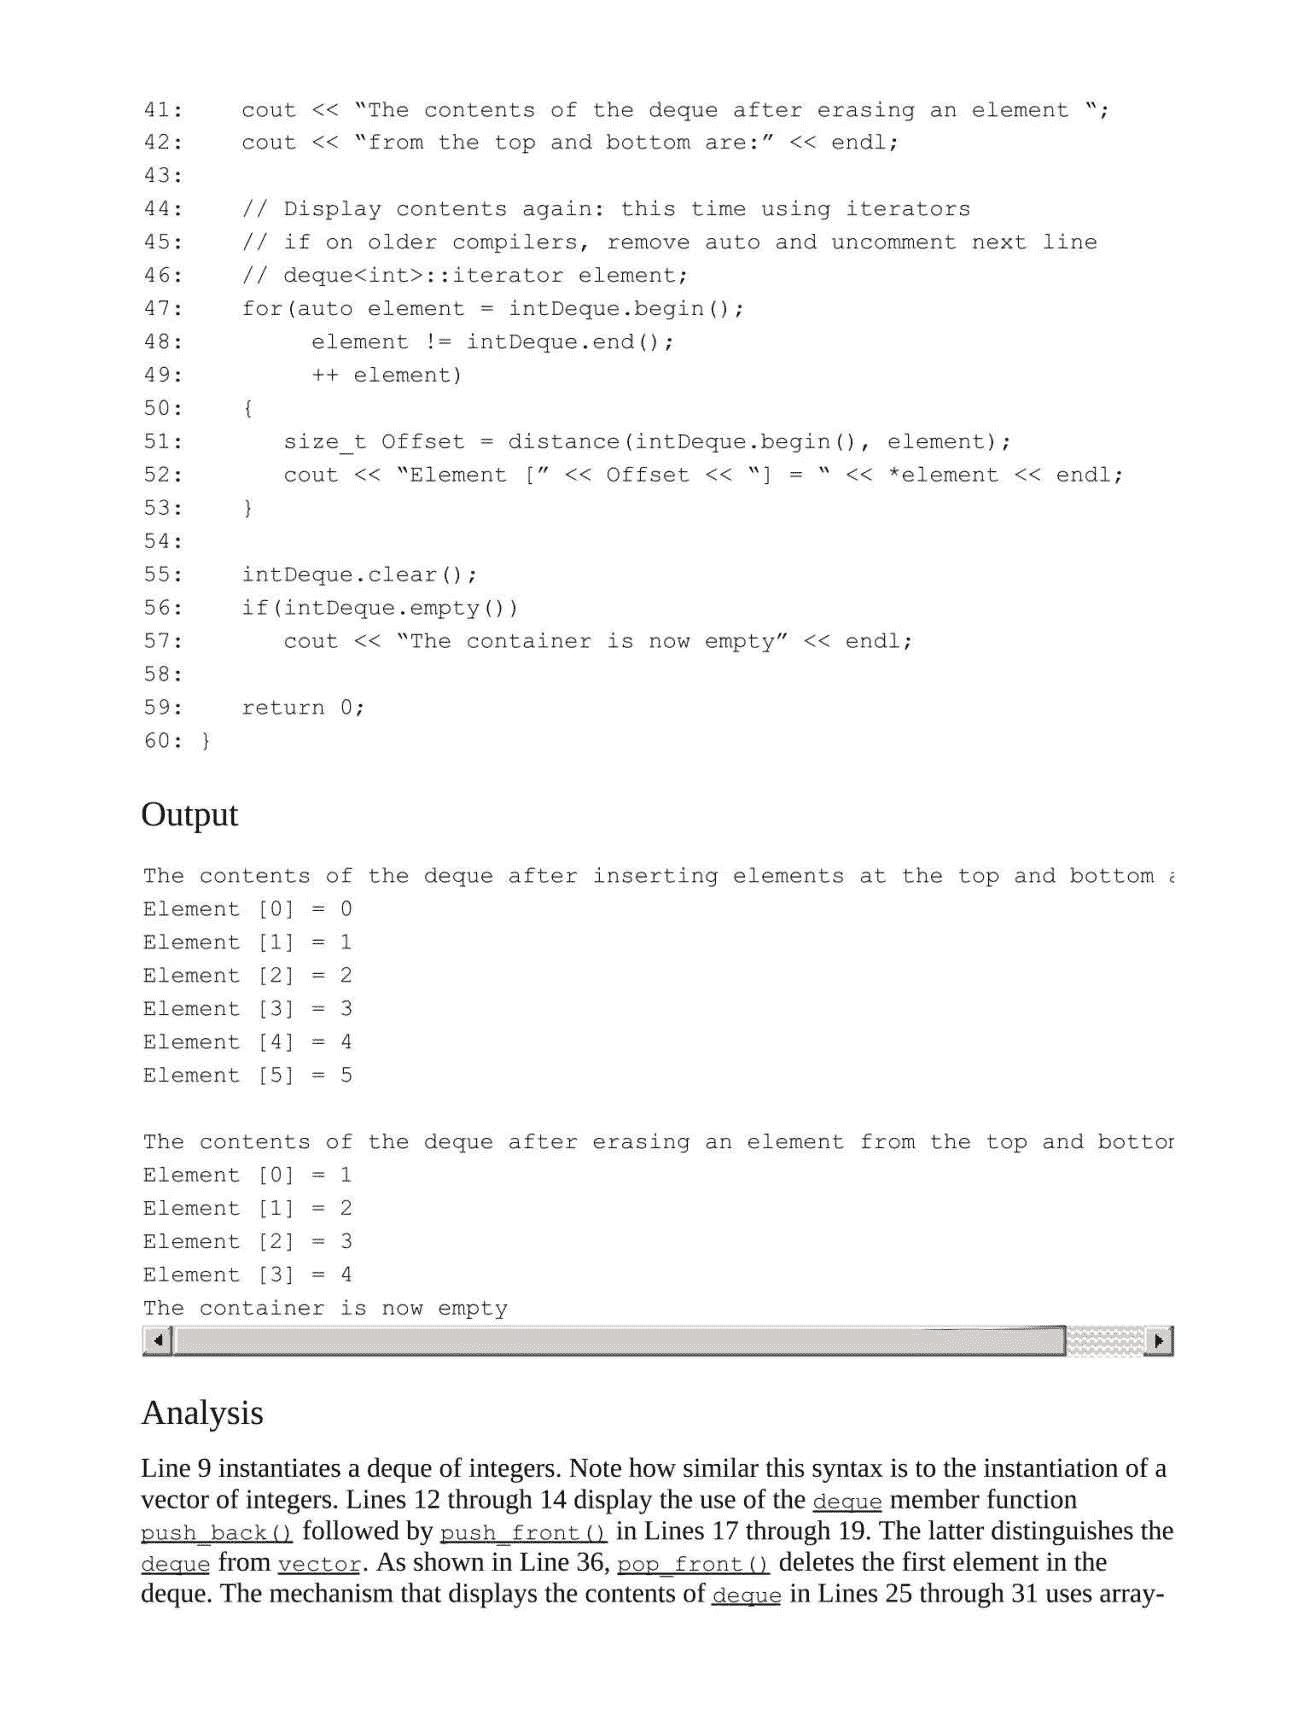 41:    cout << “The contents of the deque after erasing an element “;
42:    cout << “from the top and bottom are:” << endl;
43:
44:    // Display contents again: this time using iterators
45:    // if on older compilers, remove auto and uncomment next line
46:    // deque<int>::iterator element;
47:    for(auto element = intDeque.begin();
48:         element != intDeque.end();
49:         ++ element)
50:    {
51:       size_t Offset = distance(intDeque.begin(), element);
52:       cout << “Element [” << Offset << “] = “ << *element << endl;
53:    }
54:
55:    intDeque.clear();
56:    if(intDeque.empty())
57:       cout << “The container is now empty” << endl;
58:
59:    return 0;
60: }
Output
The contents of the deque after inserting elements at the top and bottom
Element [0] = 0
Element [1] = 1
Element [2] = 2
Element [3] = 3
Element [4] = 4
Element [5] = 5
The contents of the deque after erasing an element from the top and
Element [0] = 1
Element [1] = 2
Element [2] = 3
Element [3] = 4
The container is now empty
Analysis
Line 9 instantiates a deque of integers. Note how similar this syntax is to the instantiation of a
vector of integers. Lines 12 through 14 display the use of the deque member function
push_back() followed by push_front() in Lines 17 through 19. The latter distinguishes the
deque from vector. As shown in Line 36, pop_front() deletes the first element in the
deque. The mechanism that displays the contents of deque in Lines 25 through 31 uses array-